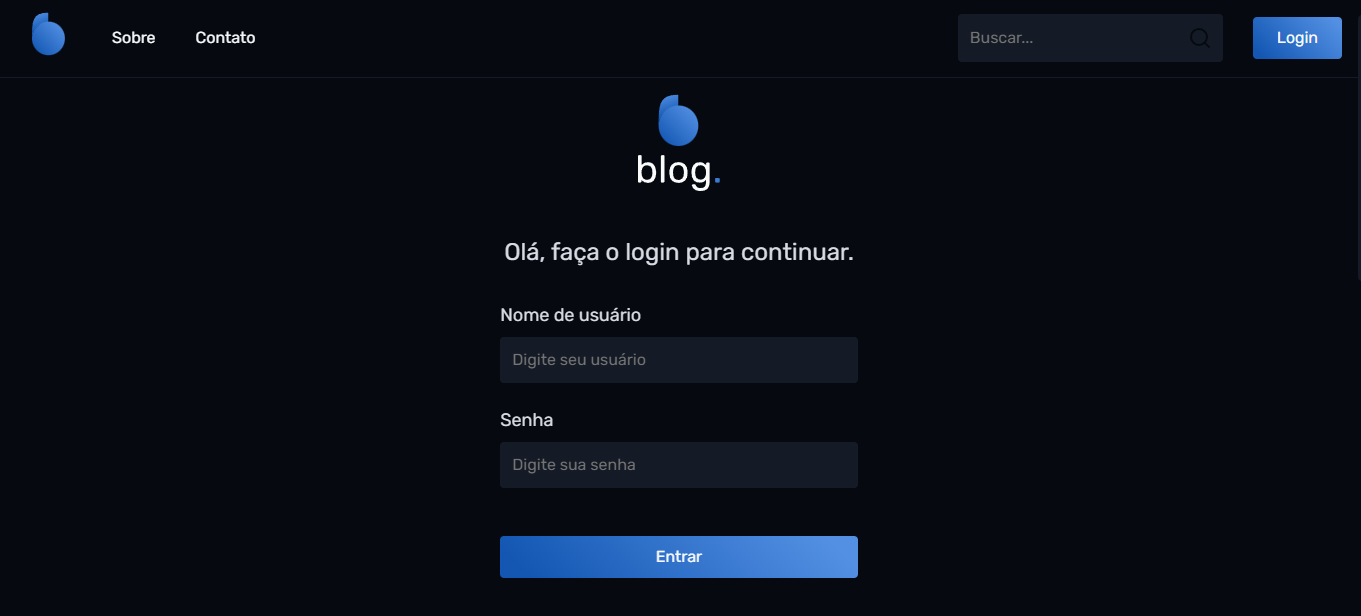 Sobre Contato Buscar... Login
blog.
Olá, faça o login para continuar.
Nome de usuário
Digite seu usuário
Senha
Digite sua senha
Entrar